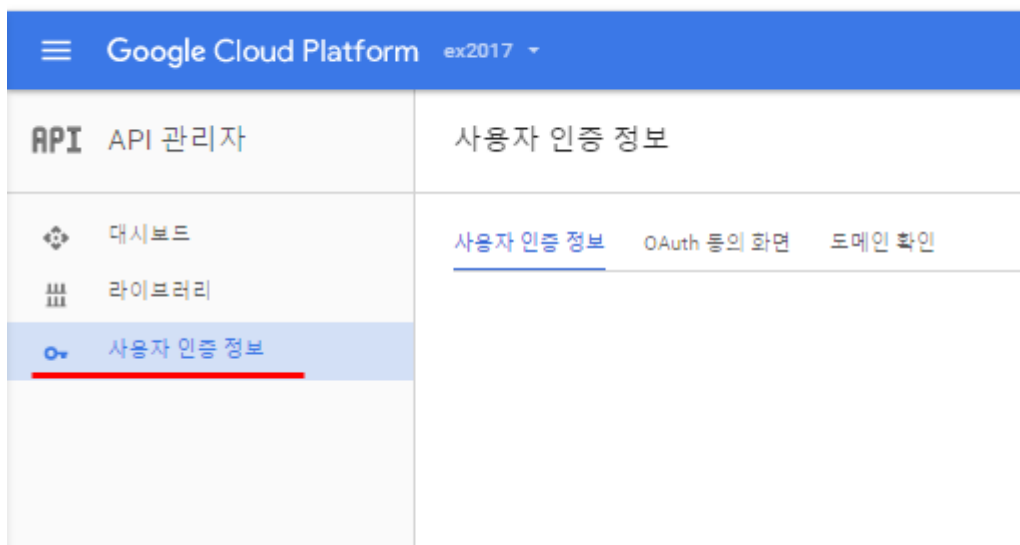 Google Cloud Platform ex2017
API API 관리자
사용자 인증 정보
대시보드
라이브러리
사용자 인증 정보
사용자 인증 정보 OAuth 동의 화면 도메인 확인